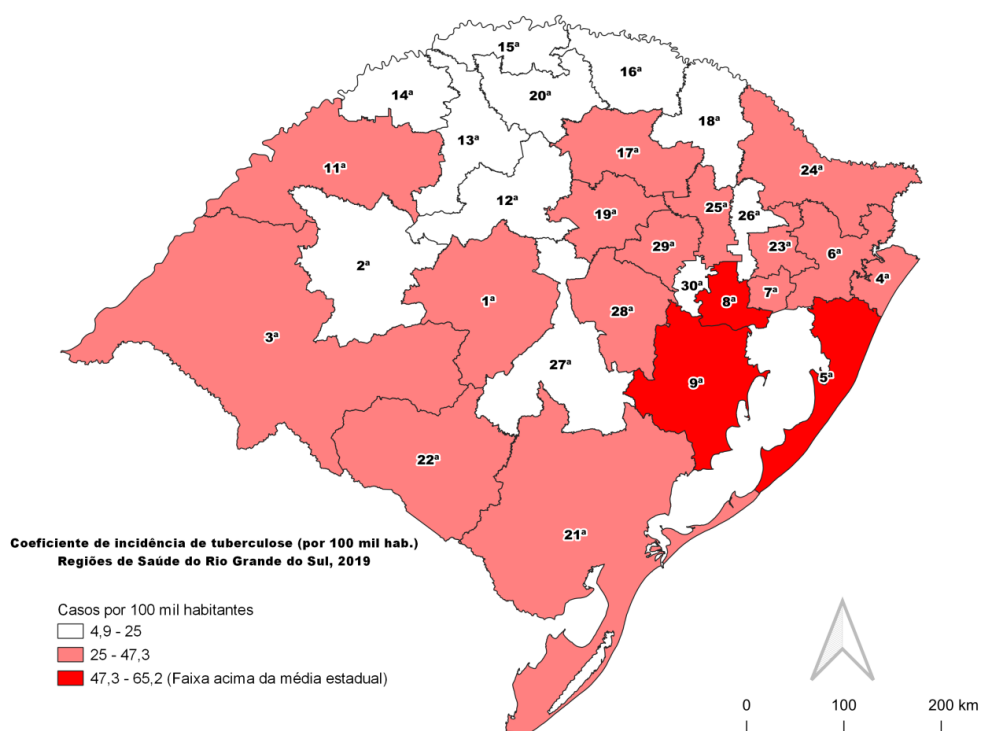 15ª
16ª
14ª
20ª
18ª
13ª
11ª
17ª
24ª
12ª
19ª
25ª
26ª
2ª
29ª
23ª
6ª
4ª
30ª
7ª
1ª
8ª
28ª
3ª
27ª
9ª
5ª
22ª
21ª
Coeficiente de incidência de tuberculose (por 100 mil hab.)
Regiões de Saúde do Rio Grande do Sul, 2019
Casos por 100 mil habitantes
4,9 - 25
25 - 47,3
47,3 - 65,2 (Faixa acima da média estadual)
0 100 200 km